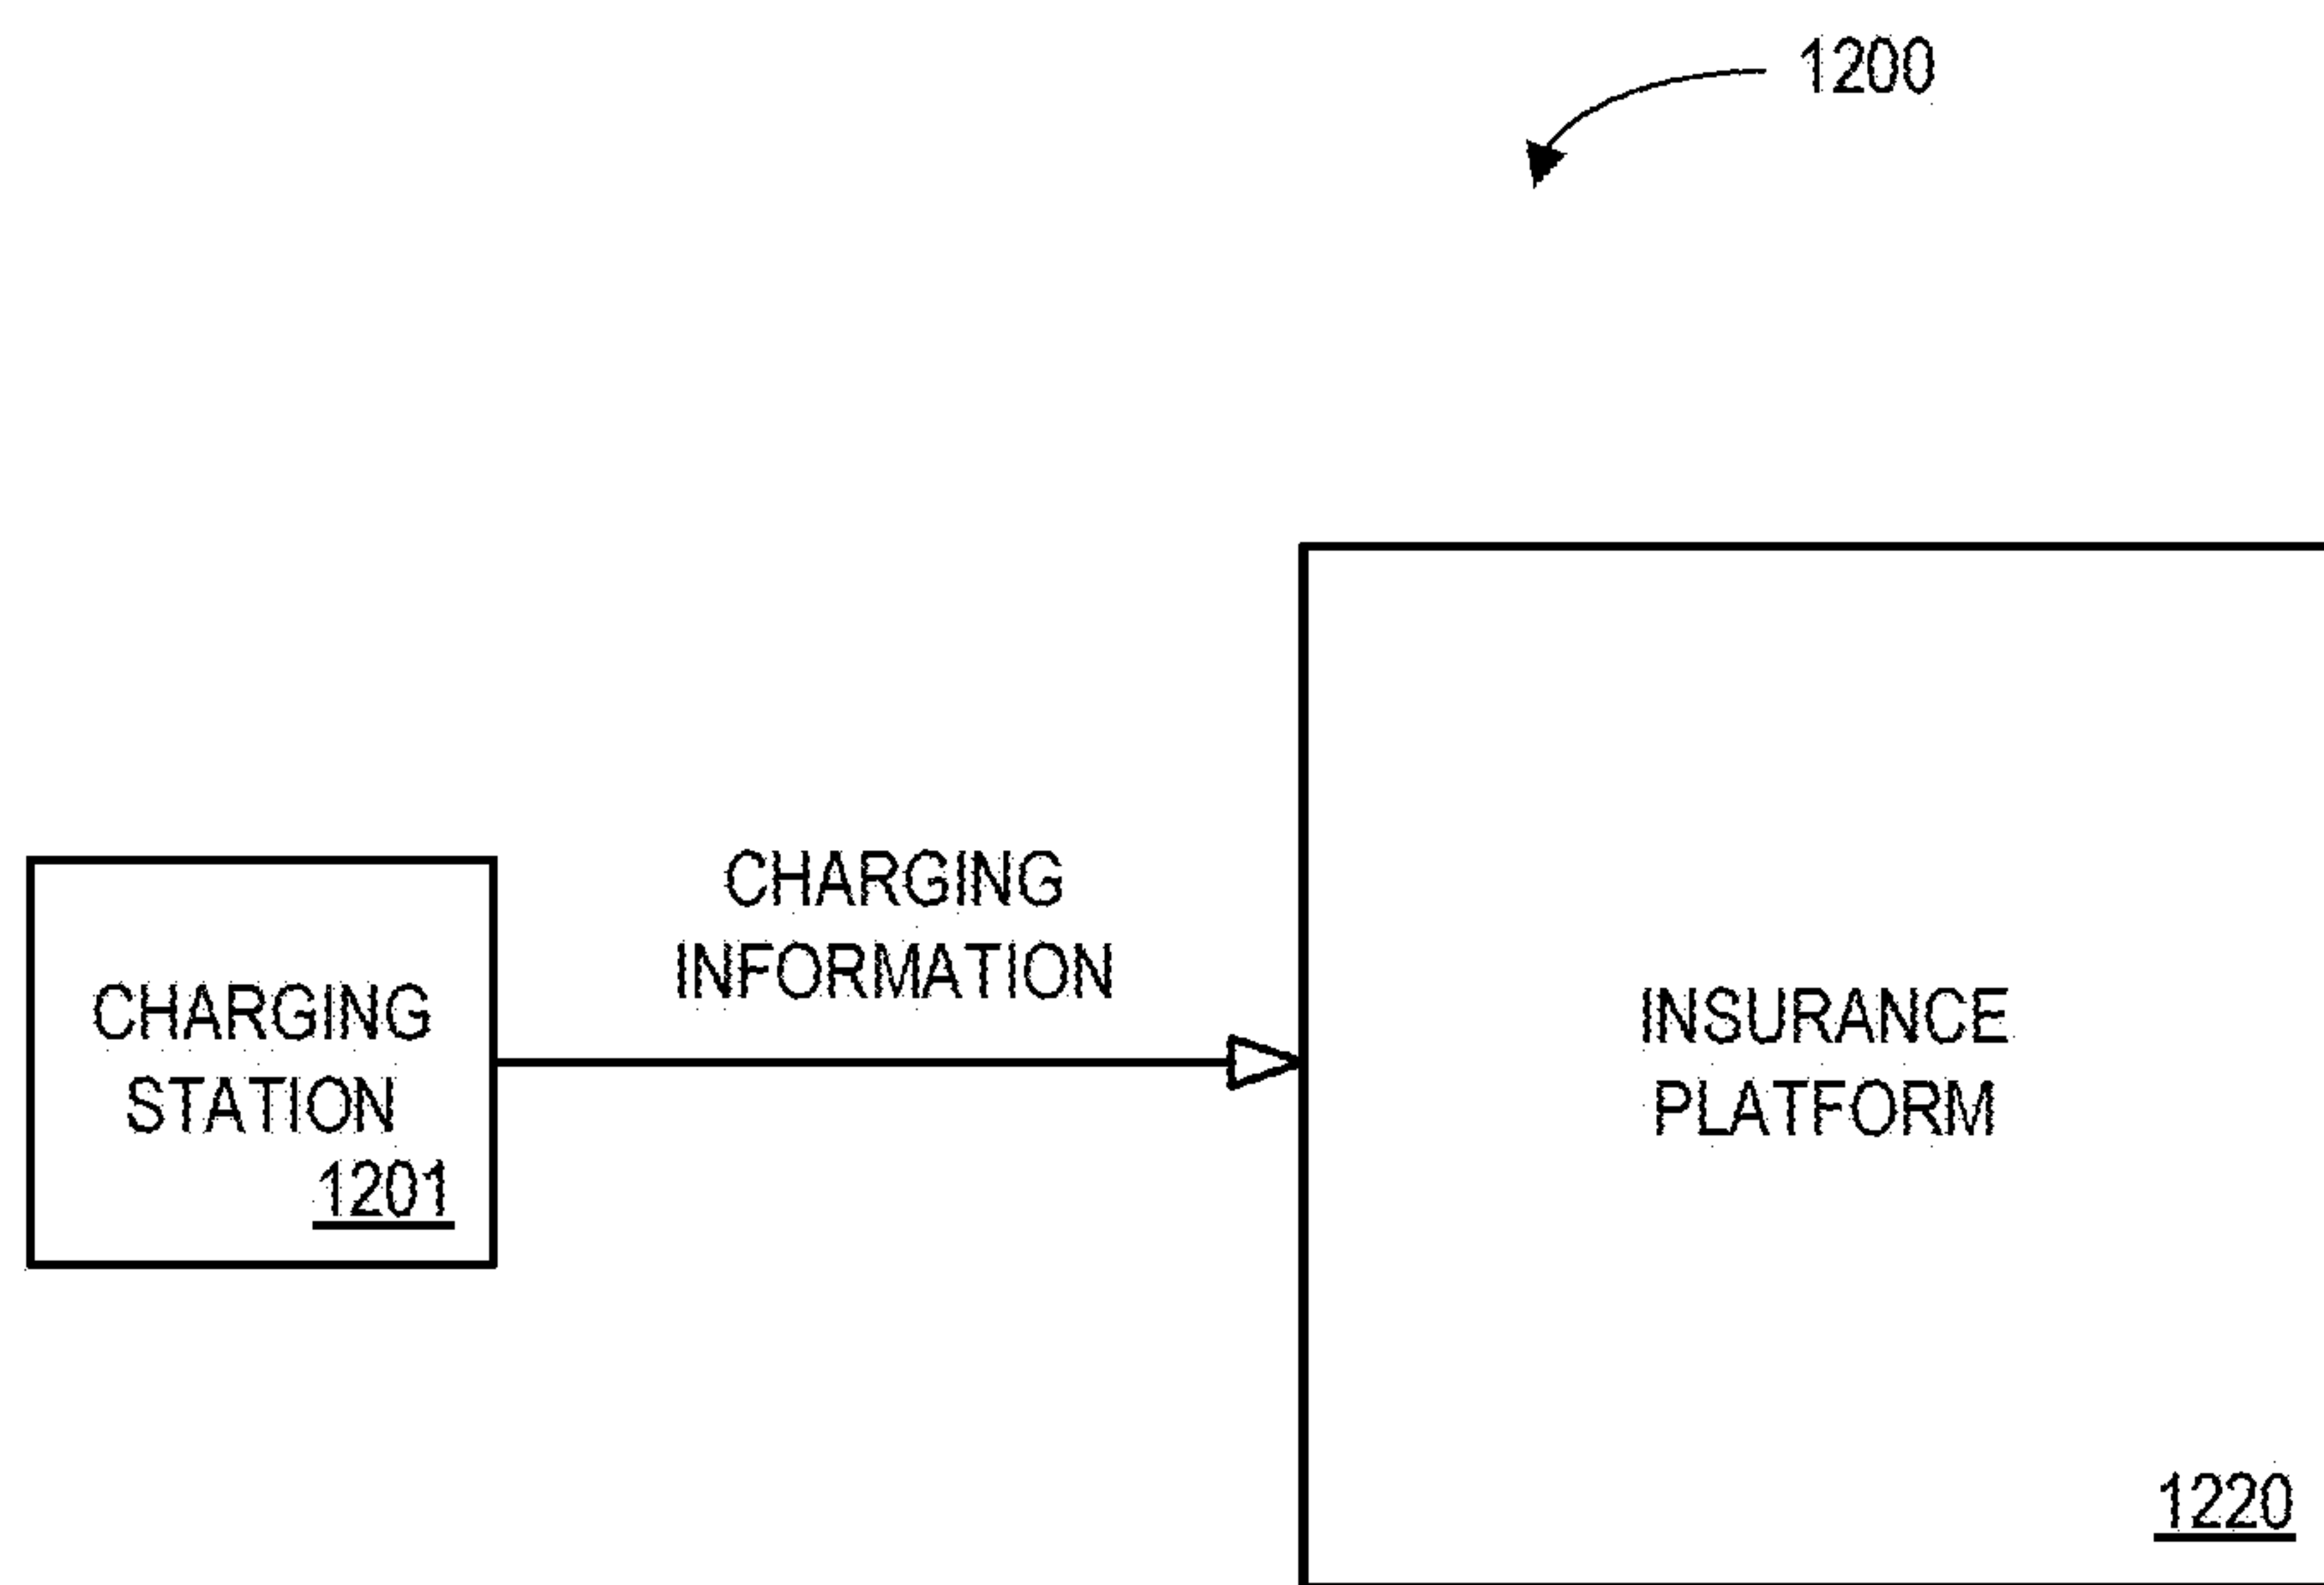 1200
CHARGING
INFORMATION
CHARGING
STATION
1201
INSURANCE
PLATFORM
1220